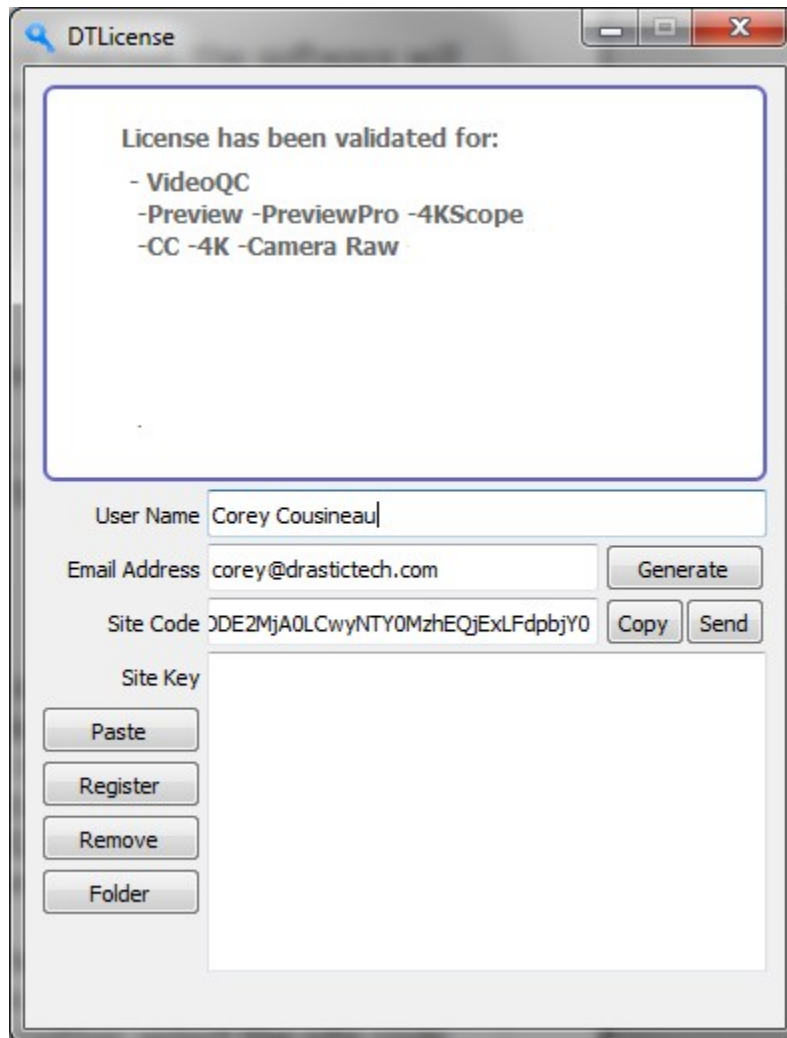 DTLicense
License has been validated for:
- VideoQC
-Preview -PreviewPro -4KScope
-CC -4K -Camera Raw
.
User Name Corey Cousineau
Email Address corey@drastictech.com Generate
Site Code DDE2MjA0LCwyNTY0MzhEQjExLFdpbjY0 Copy Send
Site Key
Paste
Register
Remove
Folder